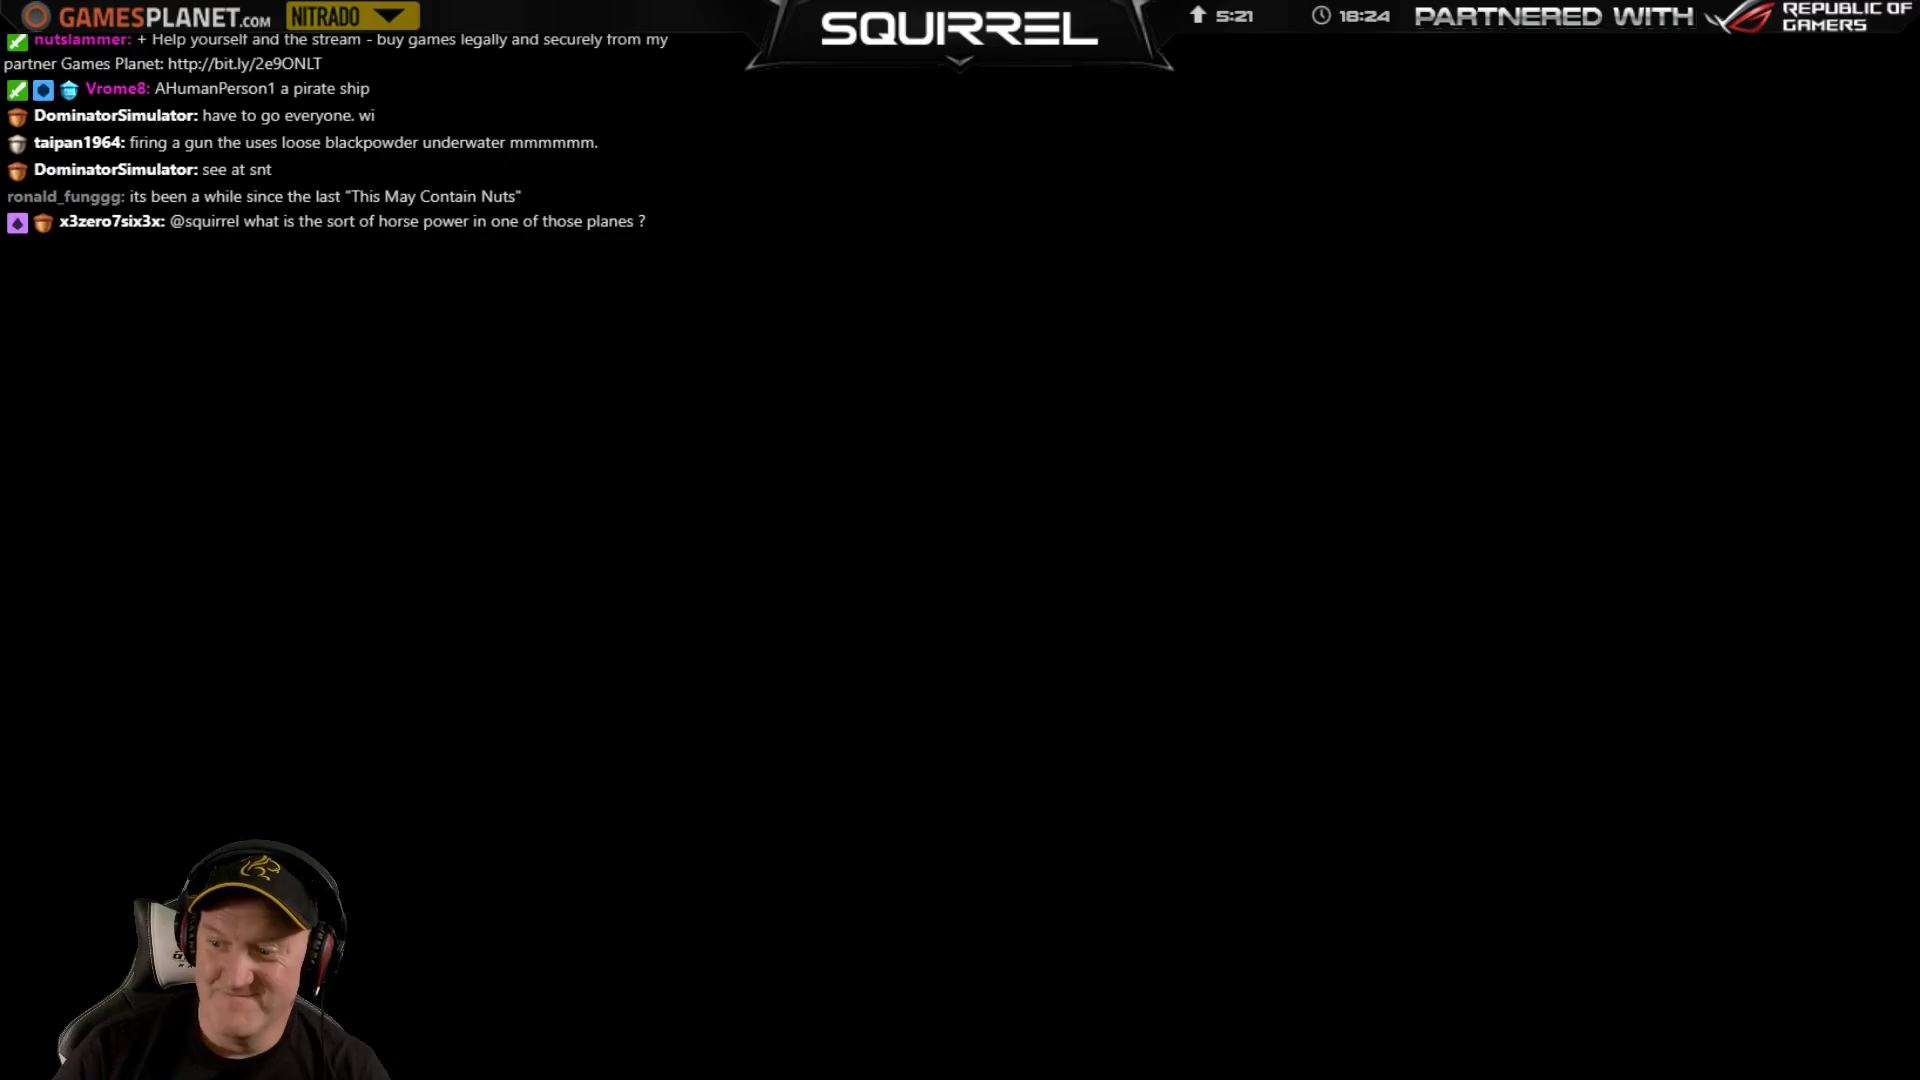 GAMESPLANET.COM NITRADO SQUIRREL 5:21 18:24 PARTNERED WITH REPUBLIC OF GAMERS
nutslammer: + Help yourself and the stream - buy games legally and securely from my
partner Games Planet: http://bit.ly/2e9ONLT
Vrome8: AHumanPerson1 a pirate ship
DominatorSimulator: have to go everyone. wi
taipan1964: firing a gun the uses loose blackpowder underwater mmmmmm.
DominatorSimulator: see at snt
ronald_funggg: its been a while since the last "This May Contain Nuts"
x3zero7six3x: @squirrel what is the sort of horse power in one of those planes ?